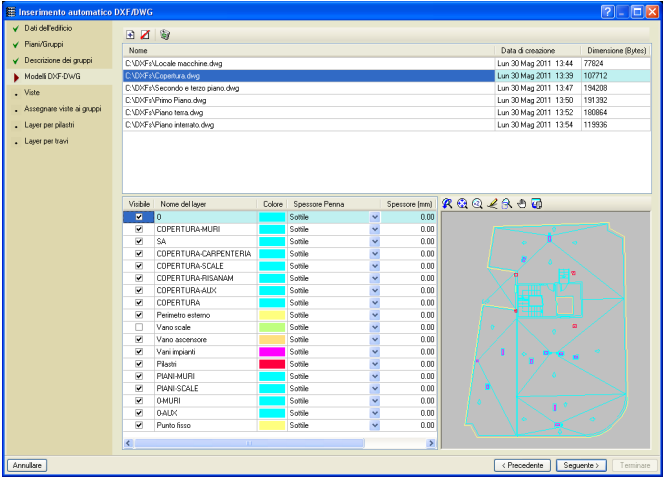 Inserimento automatico DXF/DWG
Dati dell'edificio
Piani/Gruppi
Descrizione dei gruppi
Modelli DXF-DWG
Viste
Assegnare viste ai gruppi
Layer per pilastri
Layer per travi
Nome Data di creazione Dimensione (Bytes)
C:\DXFs\Locale macchine.dwg Lun 30 Mag 2011 13:44 77824
C:\DXFs\Copertura.dwg Lun 30 Mag 2011 13:39 107712
C:\DXFs\Secondo e terzo piano.dwg Lun 30 Mag 2011 13:47 194208
C:\DXFs\Primo Piano.dwg Lun 30 Mag 2011 13:50 191392
C:\DXFs\Piano terra.dwg Lun 30 Mag 2011 13:52 180864
C:\DXFs\Piano interrato.dwg Lun 30 Mag 2011 13:54 119936
Visibile Nome del layer Colore Spessore Penna Spessore (mm)
0 Sottile 0.00
COPERTURA-MURI Sottile 0.00
SA Sottile 0.00
COPERTURA-CARPENTERIA Sottile 0.00
COPERTURA-SCALE Sottile 0.00
COPERTURA-RISANAM Sottile 0.00
COPERTURA-AUX Sottile 0.00
COPERTURA Sottile 0.00
Perimetro esterno Sottile 0.00
Vano scale Sottile 0.00
Vano ascensore Sottile 0.00
Vani impianti Sottile 0.00
Pilastri Sottile 0.00
PIANI-MURI Sottile 0.00
PIANI-SCALE Sottile 0.00
0-MURI Sottile 0.00
0-AUX Sottile 0.00
Punto fisso Sottile 0.00
Annullare < Precedente Seguente > Terminare